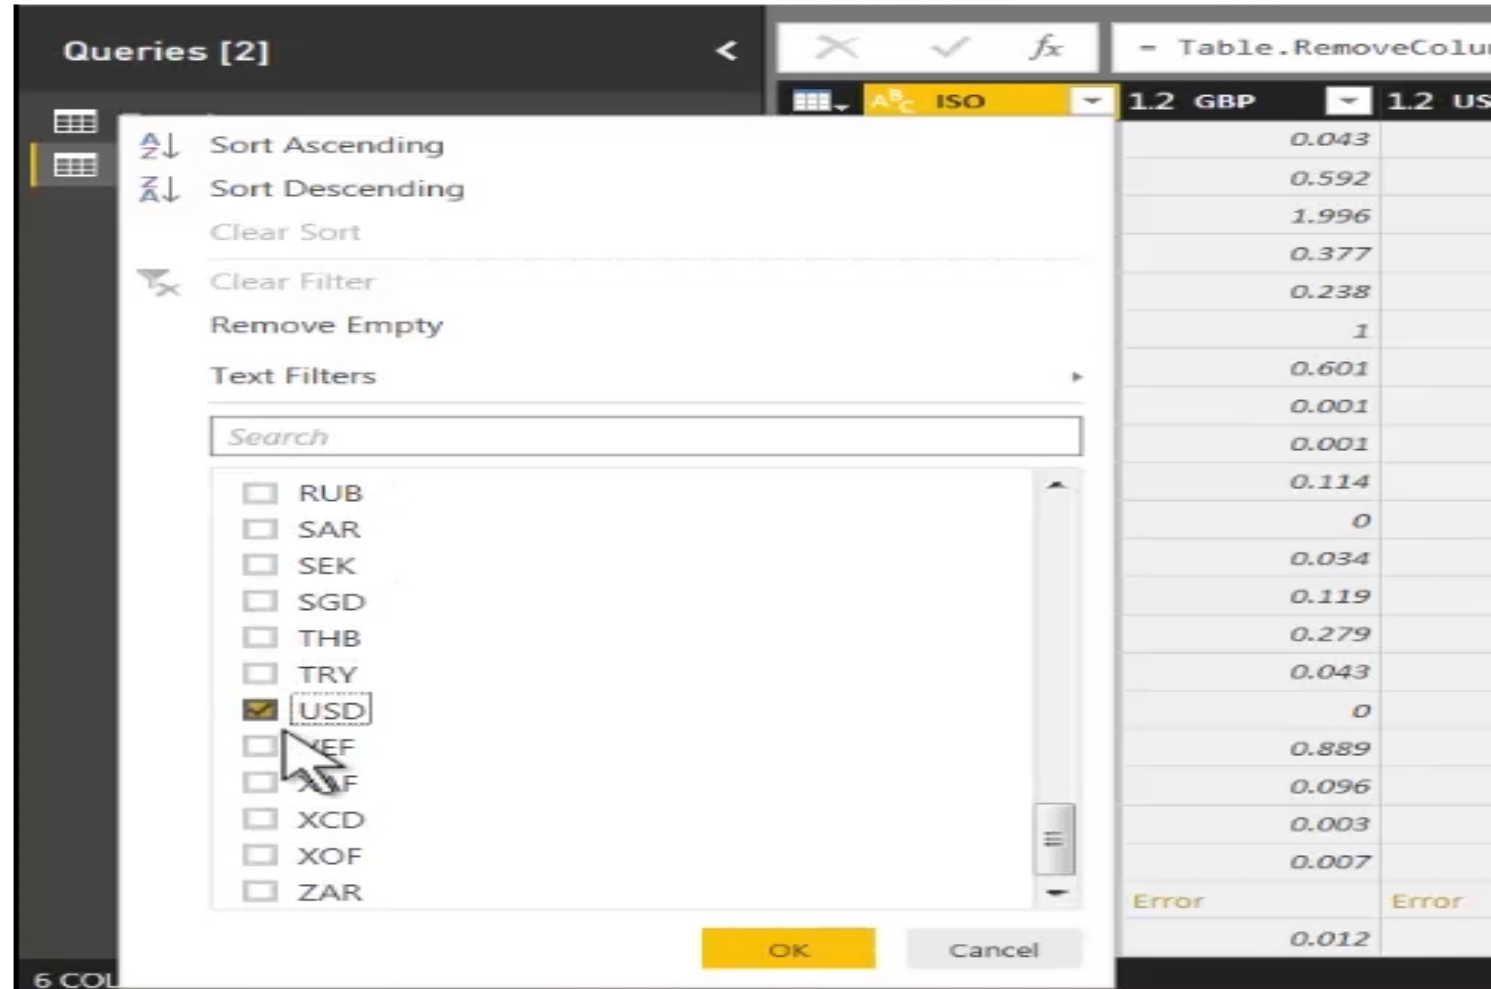 Queries [2]
= Table.RemoveColu
ABC ISO
1.2 GBP
1.2 US
Sort Ascending
Sort Descending
Clear Sort
Clear Filter
Remove Empty
Text Filters
Search
RUB
SAR
SEK
SGD
THB
TRY
USD
XCD
XOF
ZAR
OK
Cancel
0.043
0.592
1.996
0.377
0.238
1
0.601
0.001
0.001
0.114
0
0.034
0.119
0.279
0.043
0
0.889
0.096
0.003
0.007
Error
Error
0.012
6 COL